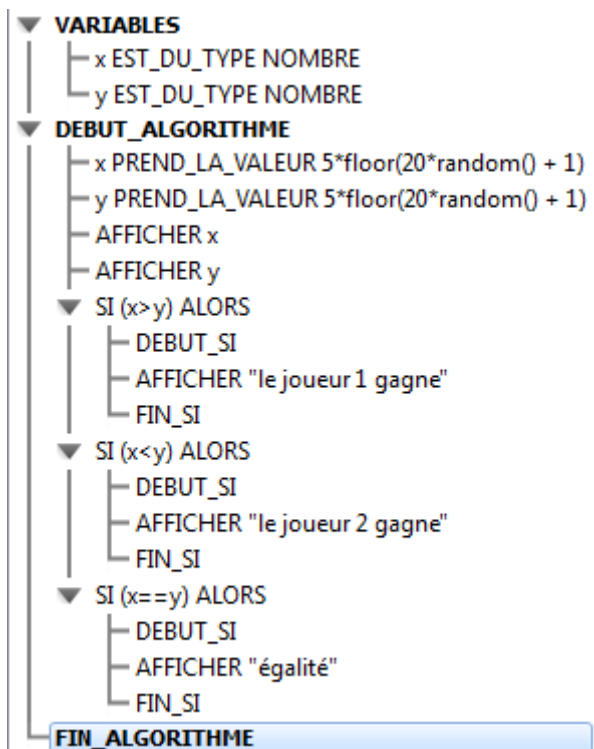 VARIABLES
x EST_DU_TYPE NOMBRE
y EST_DU_TYPE NOMBRE
DEBUT_ALGORITHME
x PREND_LA_VALEUR 5*floor(20*random() + 1)
y PREND_LA_VALEUR 5*floor(20*random() + 1)
AFFICHER x
AFFICHER y
SI (x>y) ALORS
DEBUT_SI
AFFICHER "le joueur 1 gagne"
FIN_SI
SI (x<y) ALORS
DEBUT_SI
AFFICHER "le joueur 2 gagne"
FIN_SI
SI (x==y) ALORS
DEBUT_SI
AFFICHER "égalité"
FIN_SI
FIN_ALGORITHME